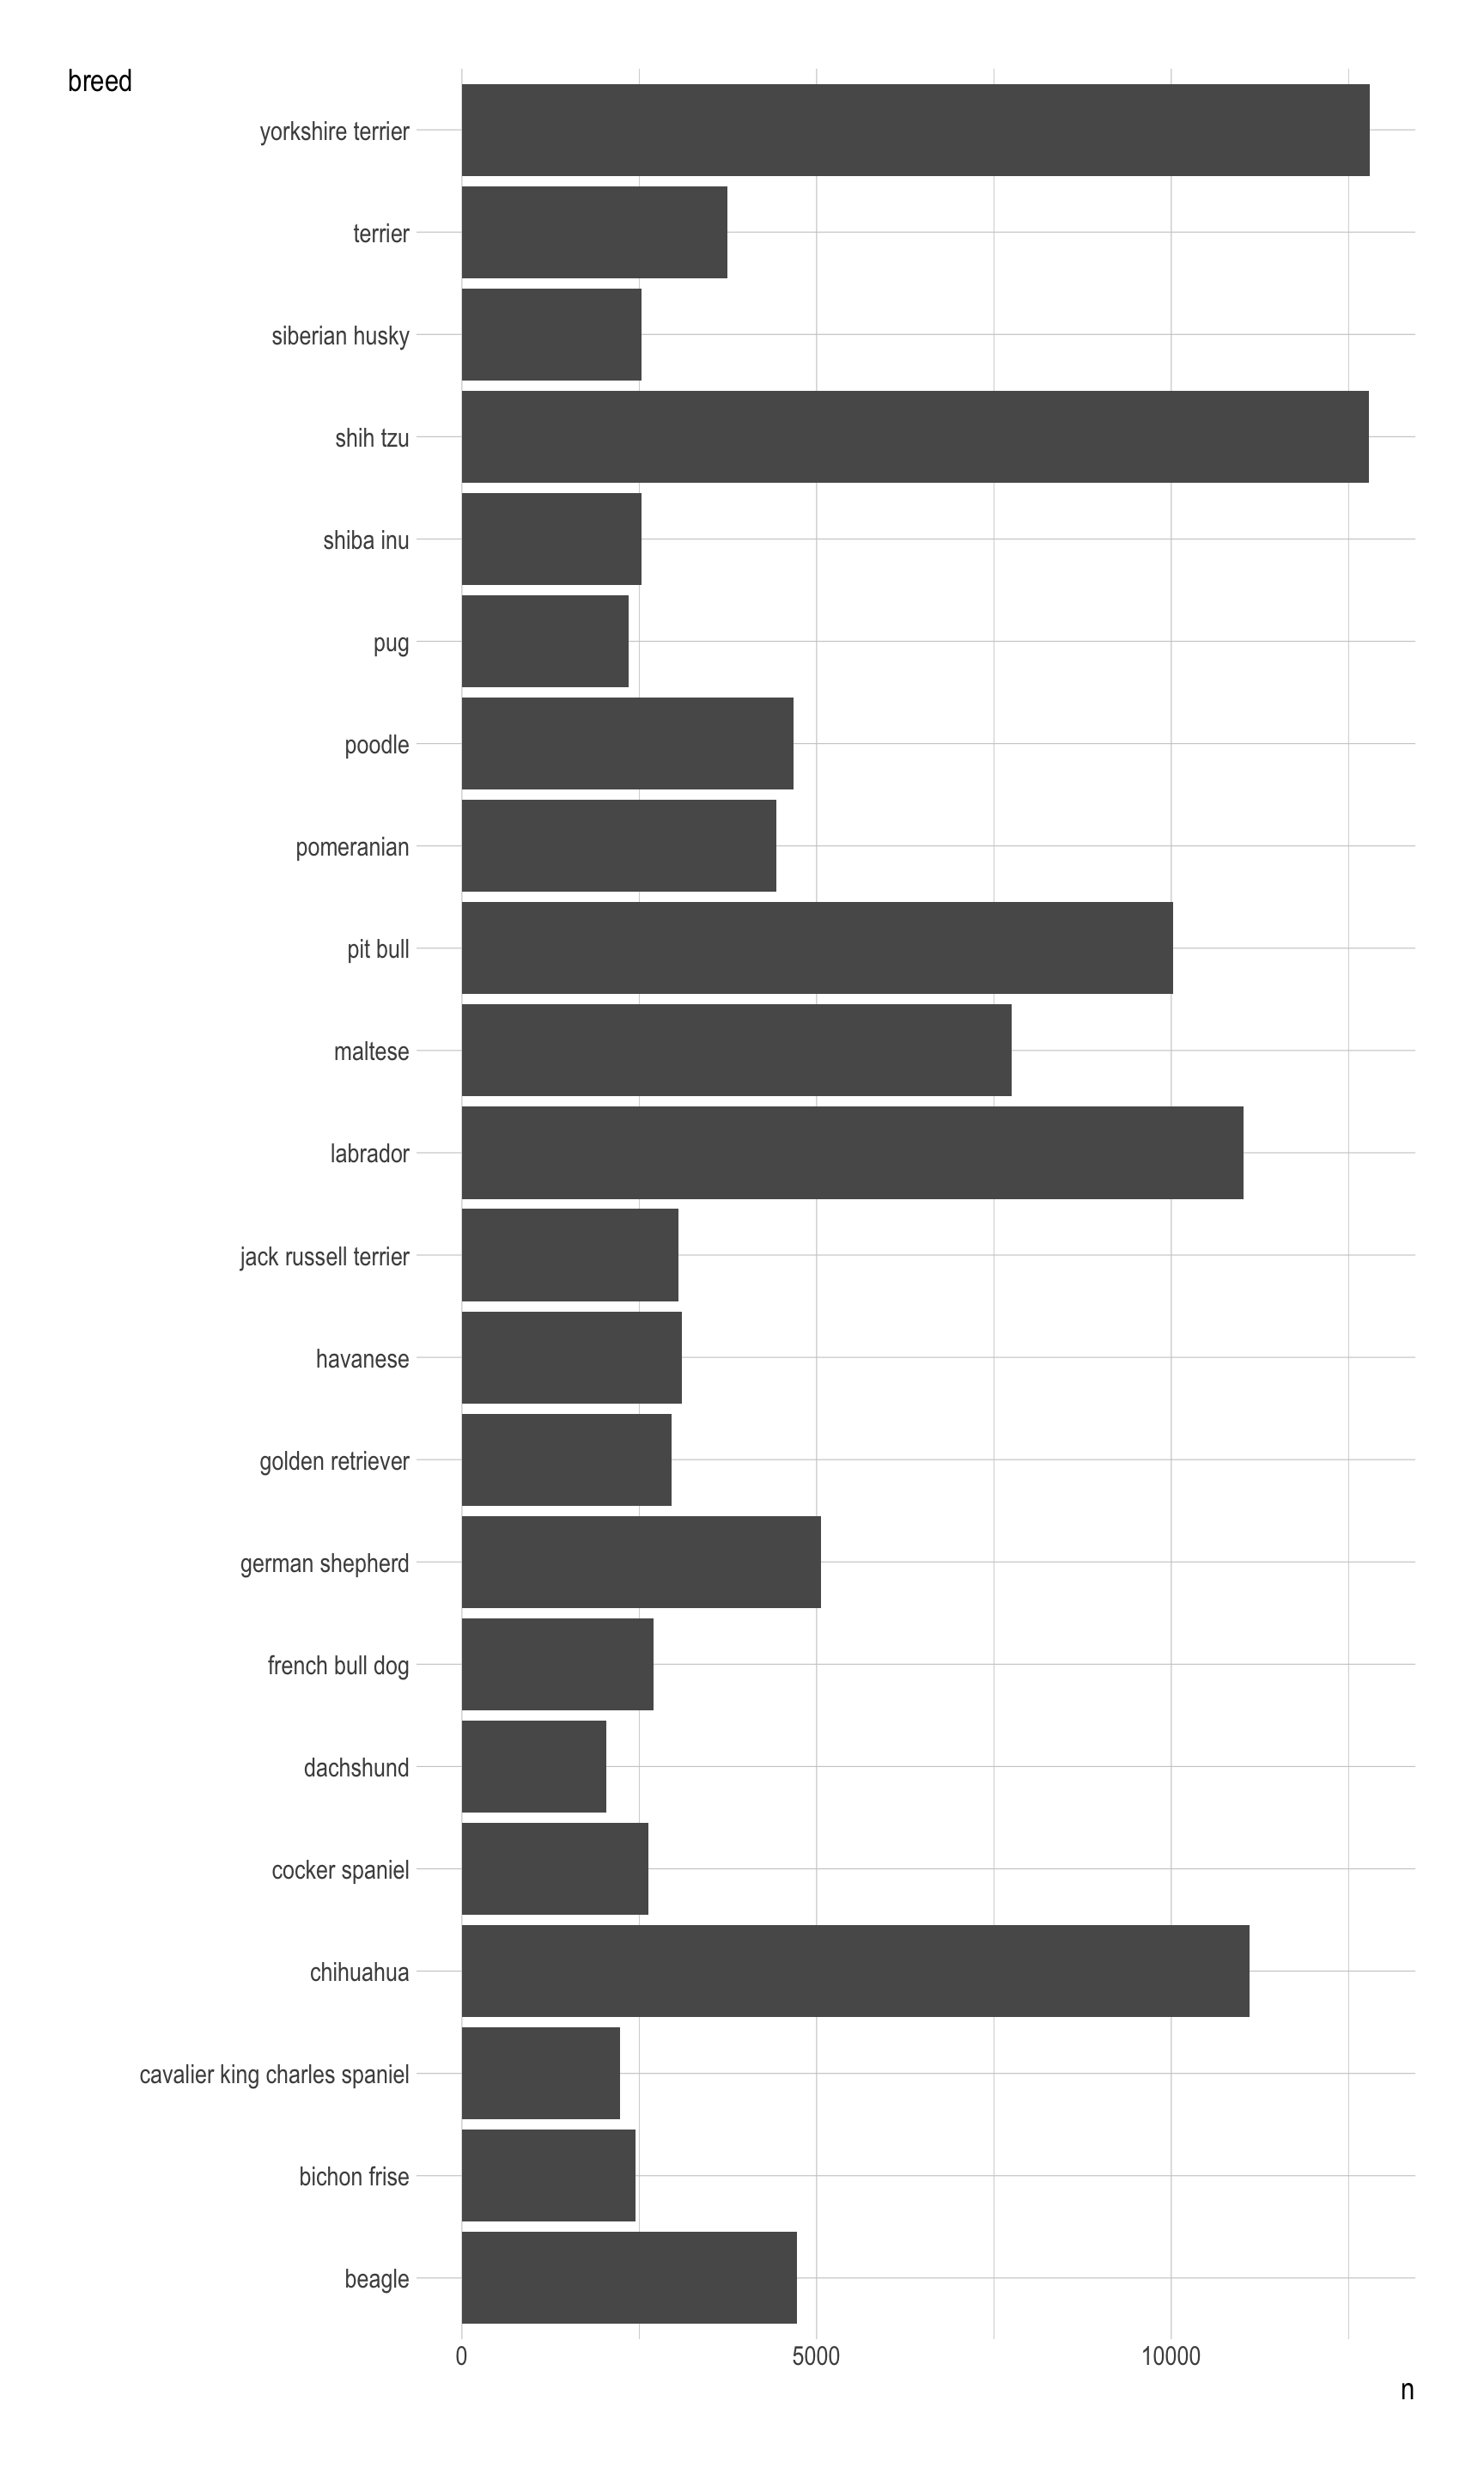 breed
yorkshire terrier
terrier
siberian husky
shih tzu
shiba inu
pug
poodle
pomeranian
pit bull
maltese
labrador
jack russell terrier
havanese
golden retriever
german shepherd
french bull dog
dachshund
cocker spaniel
chihuahua
cavalier king charles spaniel
bichon frise
beagle
0 5000 10000
n